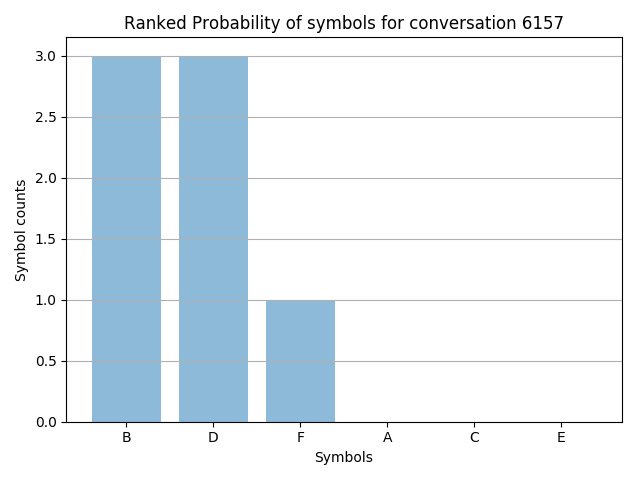 Ranked Probability of symbols for conversation 6157
Symbol counts
3.0
2.5
2.0
1.5
1.0
0.5
0.0
B D F A C E
Symbols